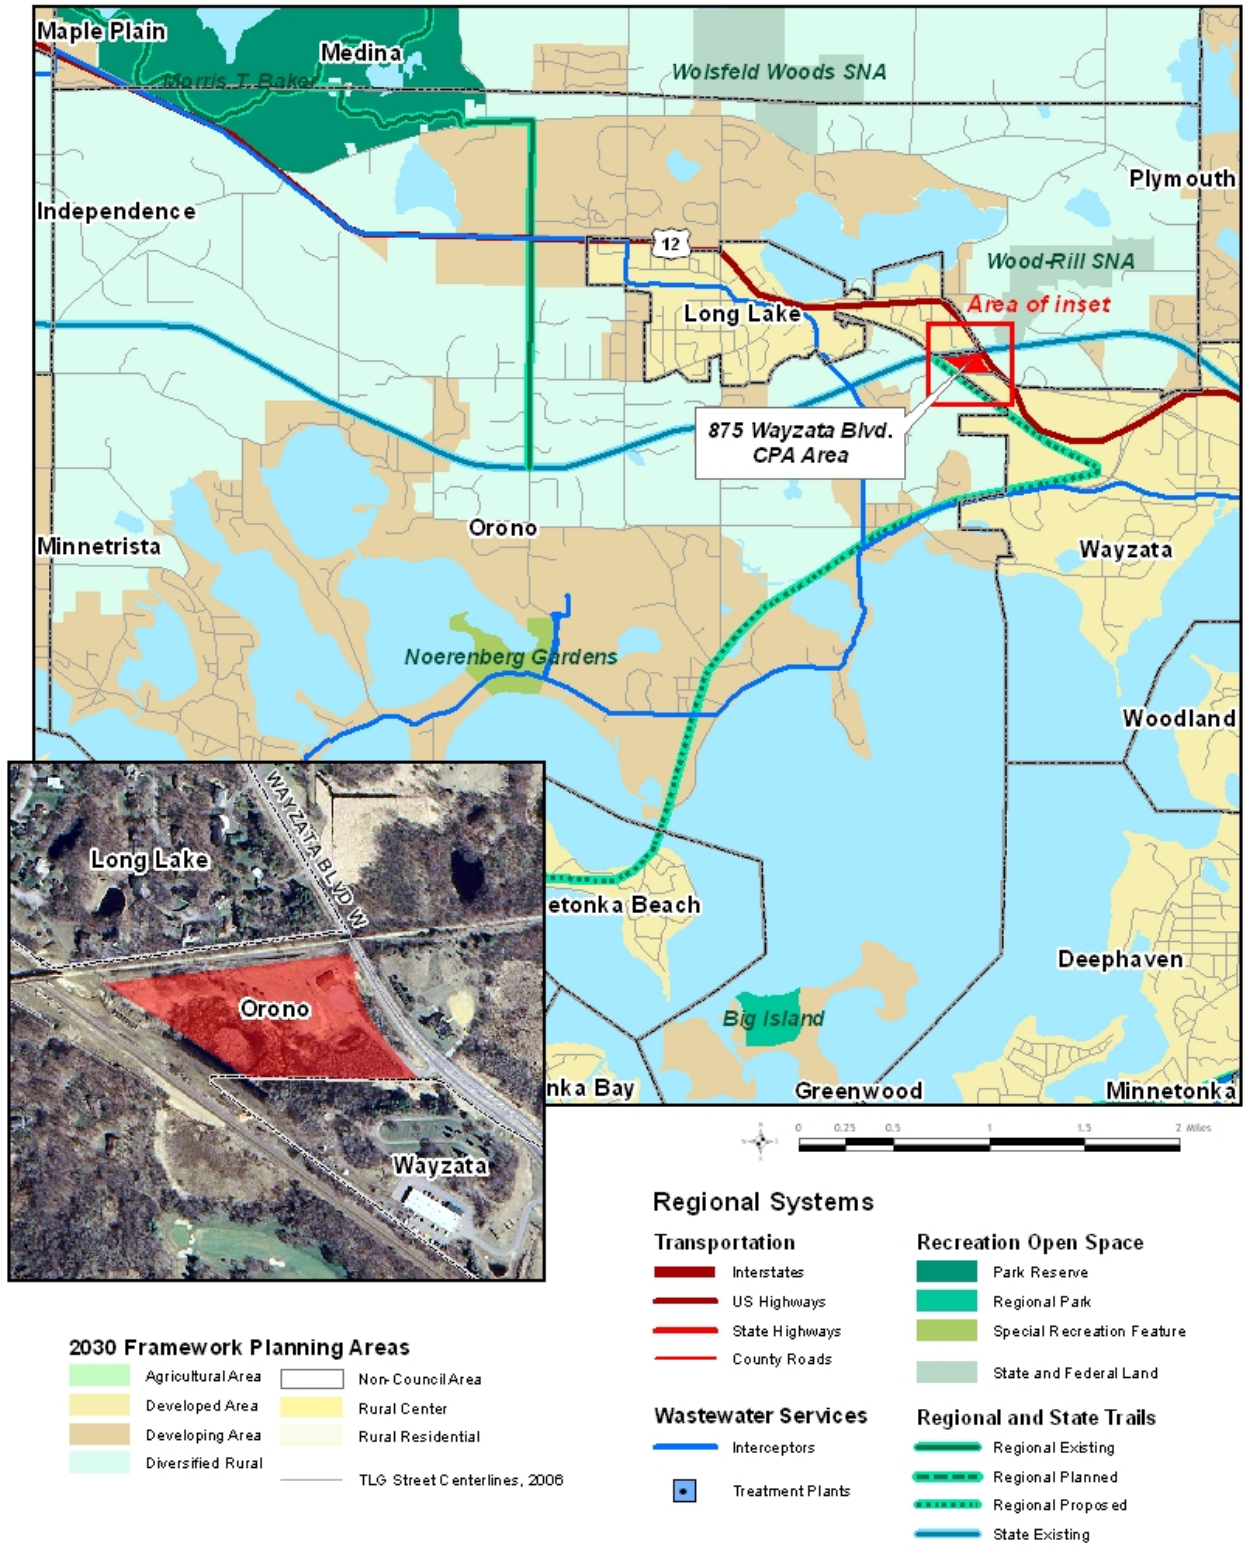 Maple Plain
Medina
Morris T. Baker
Wolsfeld Woods SNA
Plymouth
Independence
12
Wood-Rill SNA
Long Lake
Area of inset
875 Wayzata Blvd.
CPA Area
Orono
Minnetrista
Wayzata
Noerenberg Gardens
Woodland
WAYZATA BLVD W
Long Lake
etonka Beach
Deephaven
Orono
Big Island
nka Bay
Greenwood
Minnetonka
Wayzata
N
W E
S
0 0.25 0.5 1 1.5 2 Miles
Regional Systems
Transportation
Interstates
US Highways
State Highways
County Roads
Wastewater Services
Interceptors
Treatment Plants
Recreation Open Space
Park Reserve
Regional Park
Special Recreation Feature
State and Federal Land
Regional and State Trails
Regional Existing
Regional Planned
Regional Proposed
State Existing
2030 Framework Planning Areas
Agricultural Area
Developed Area
Developing Area
Diversified Rural
Non-Council Area
Rural Center
Rural Residential
TLG Street Centerlines, 2006